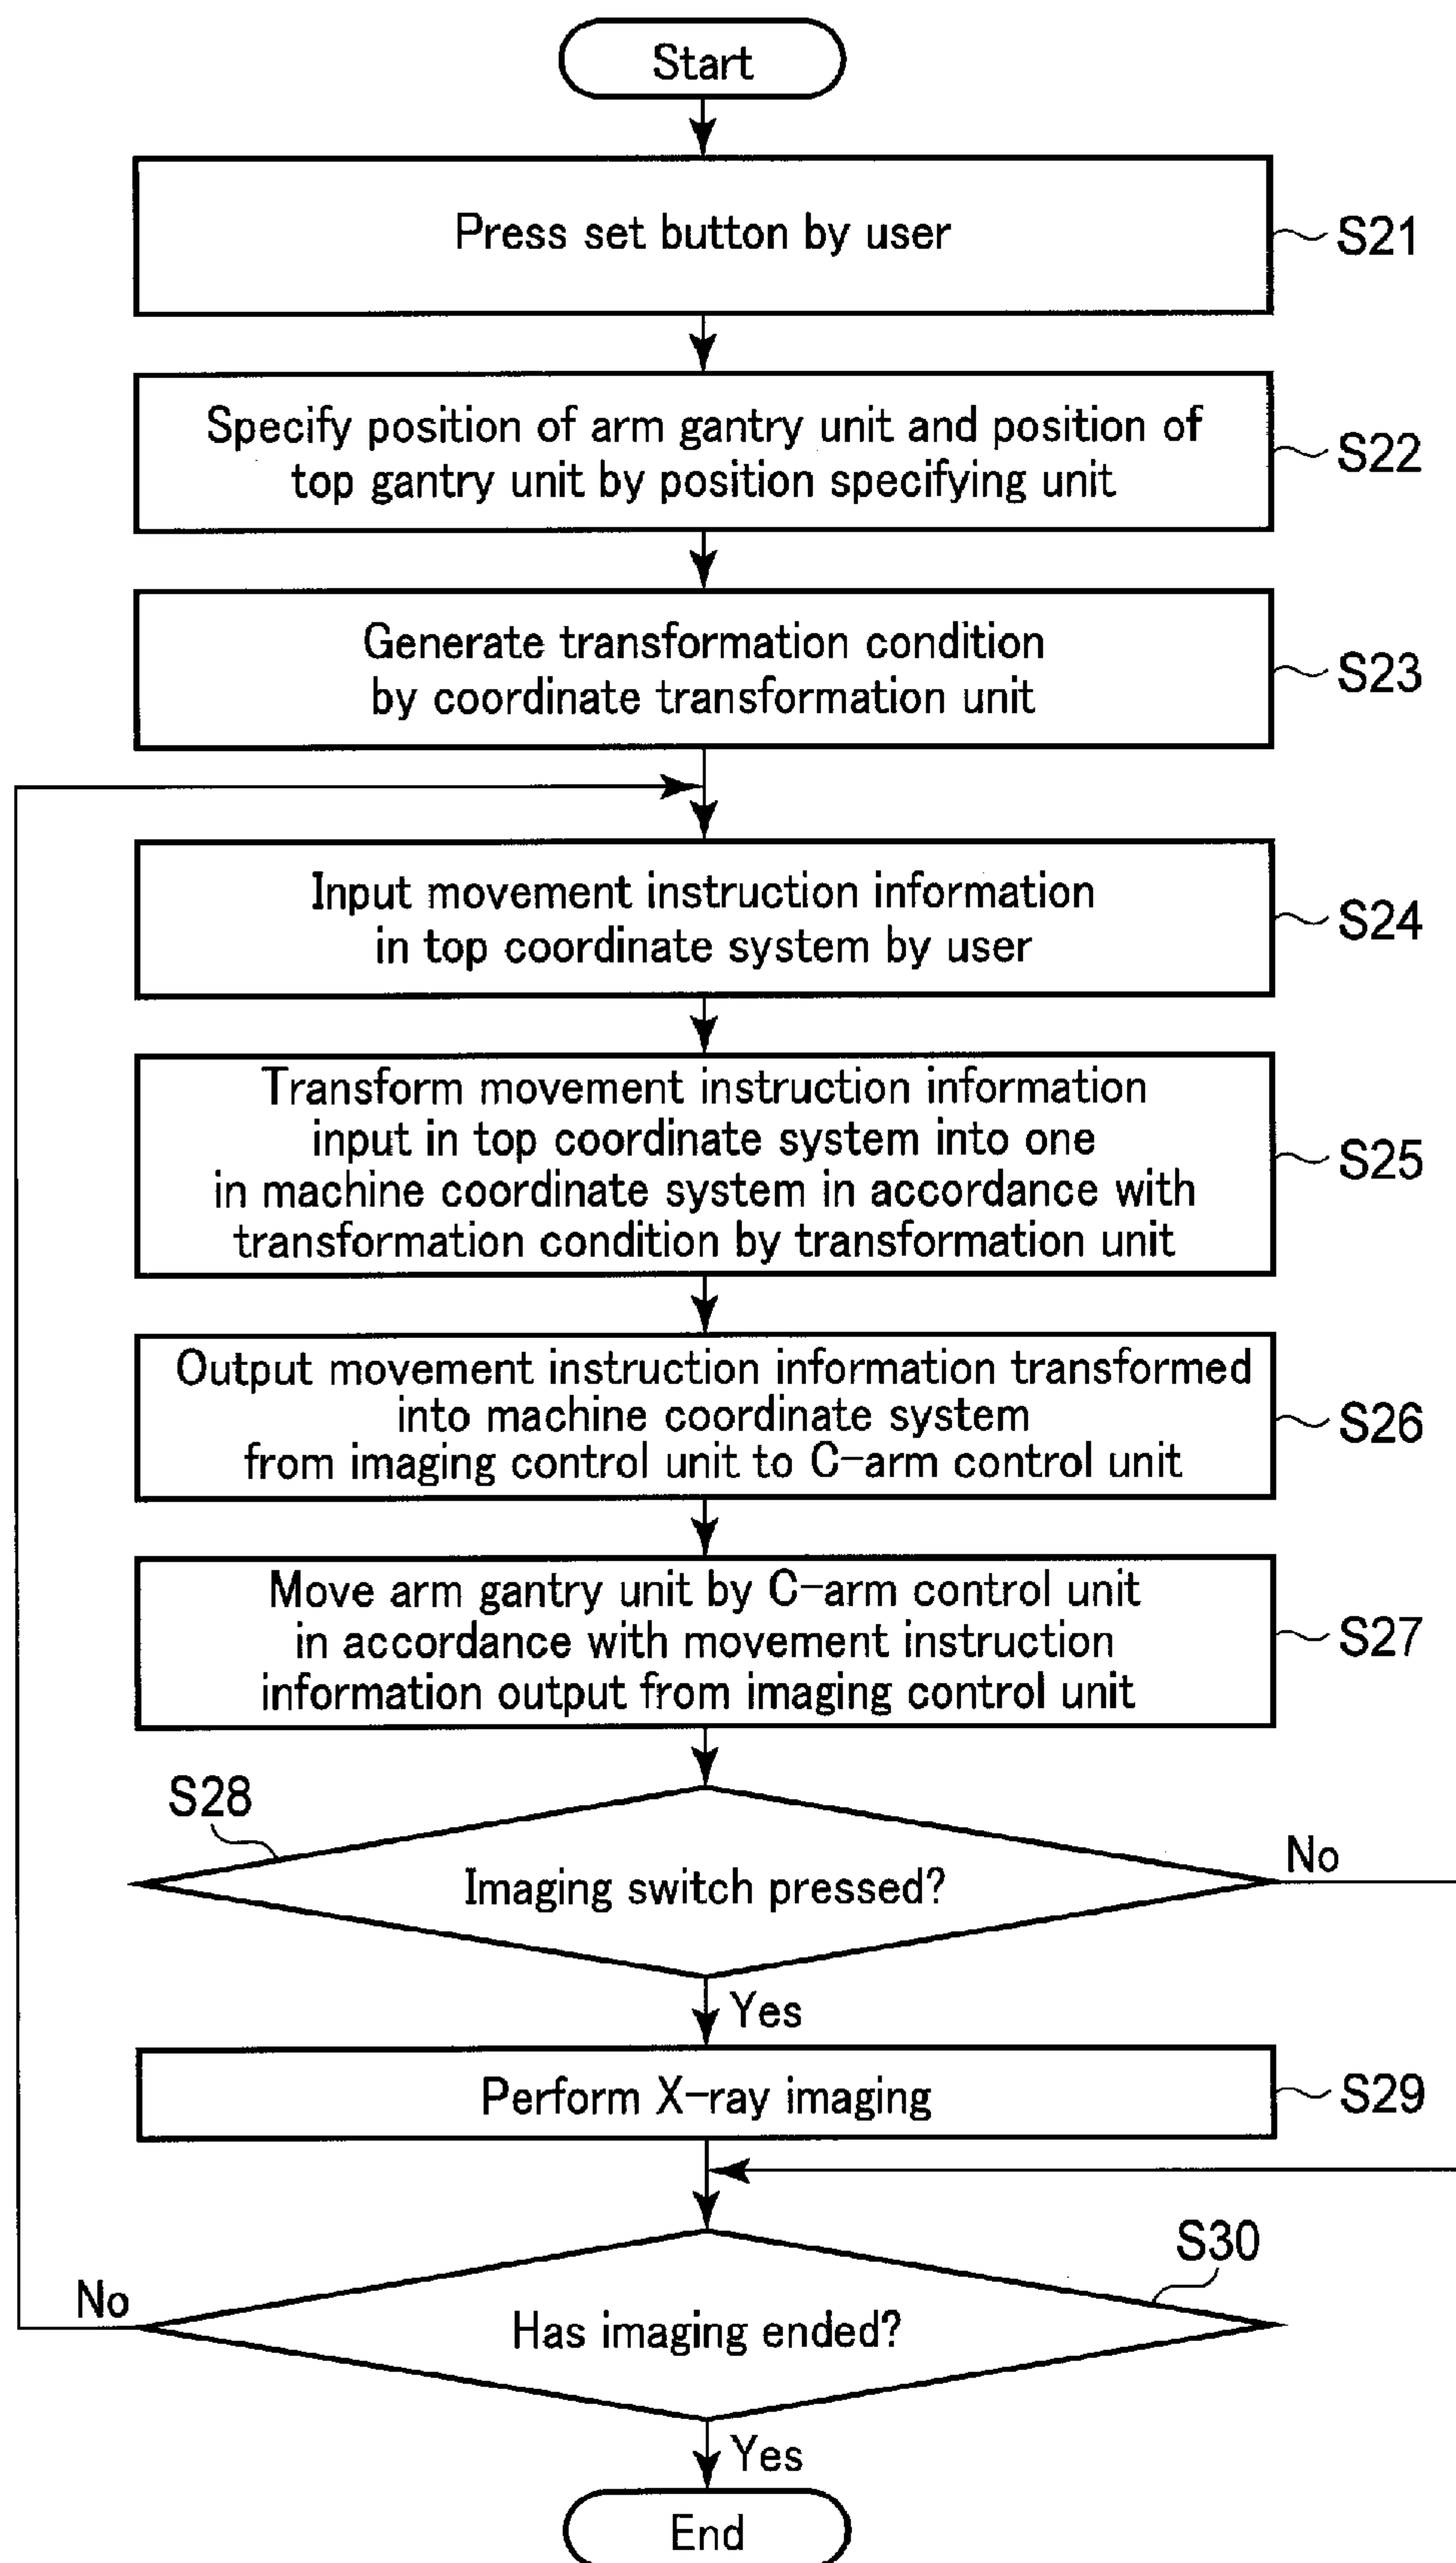 Start
Press set button by user
S21
Specify position of arm gantry unit and position of
top gantry unit by position specifying unit
S22
Generate transformation condition
by coordinate transformation unit
S23
Input movement instruction information
in top coordinate system by user
S24
Transform movement instruction information
input in top coordinate system into one
in machine coordinate system in accordance with
transformation condition by transformation unit
S25
Output movement instruction information transformed
into machine coordinate system
from imaging control unit to C-arm control unit
S26
Move arm gantry unit by C-arm control unit
in accordance with movement instruction
information output from imaging control unit
S27
S28
Imaging switch pressed?
No
Yes
Perform X-ray imaging
S29
S30
Has imaging ended?
No
Yes
End